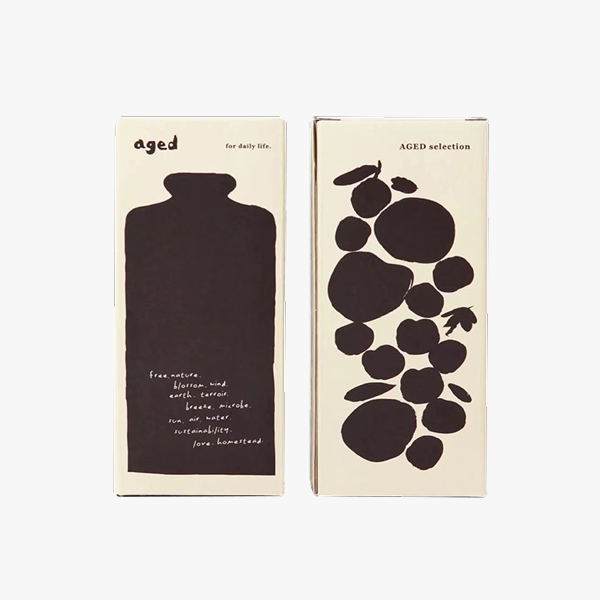 aged
for daily life.
free. nature.
blossom. wind.
earth. terroir.
breeze. microbe.
sun. air. water.
sustainability.
love. homestead.
AGED selection